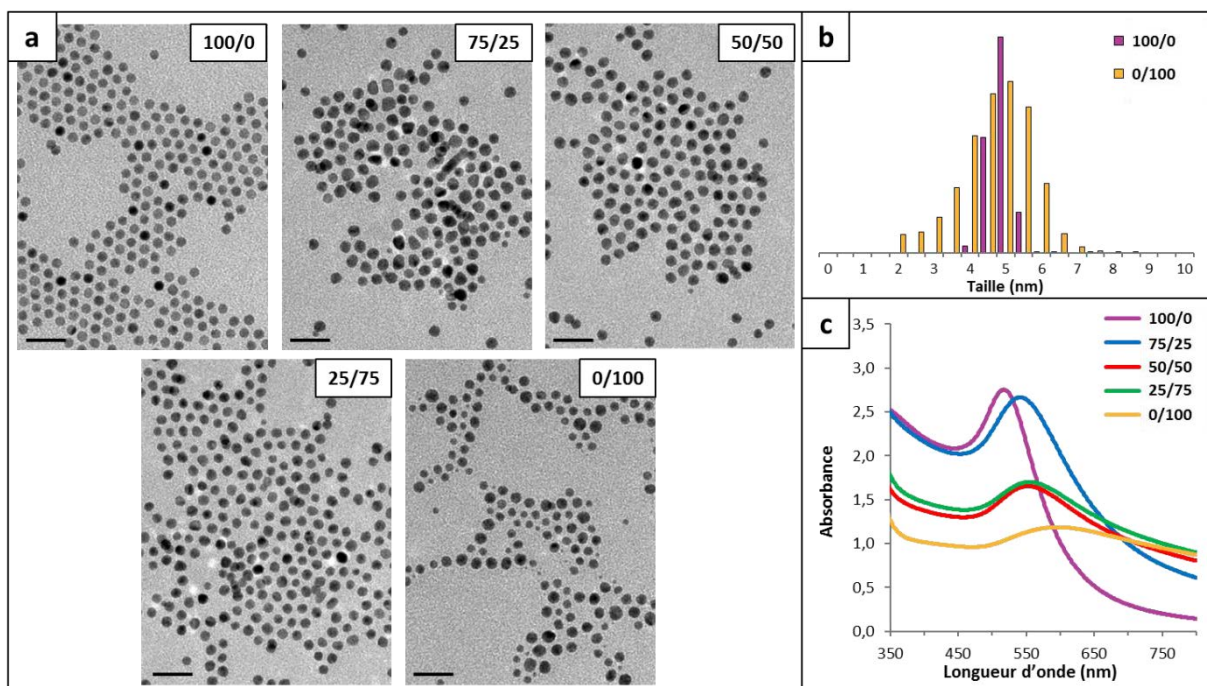 a
100/0
75/25
50/50
25/75
0/100
b
100/0
0/100
0 1 2 3 4 5 6 7 8 9 10
Taille (nm)
c
100/0
75/25
50/50
25/75
0/100
3,5
3,0
2,5
2,0
1,5
1,0
0,5
0,0
Absorbance
350 450 550 650 750
Longueur d'onde (nm)